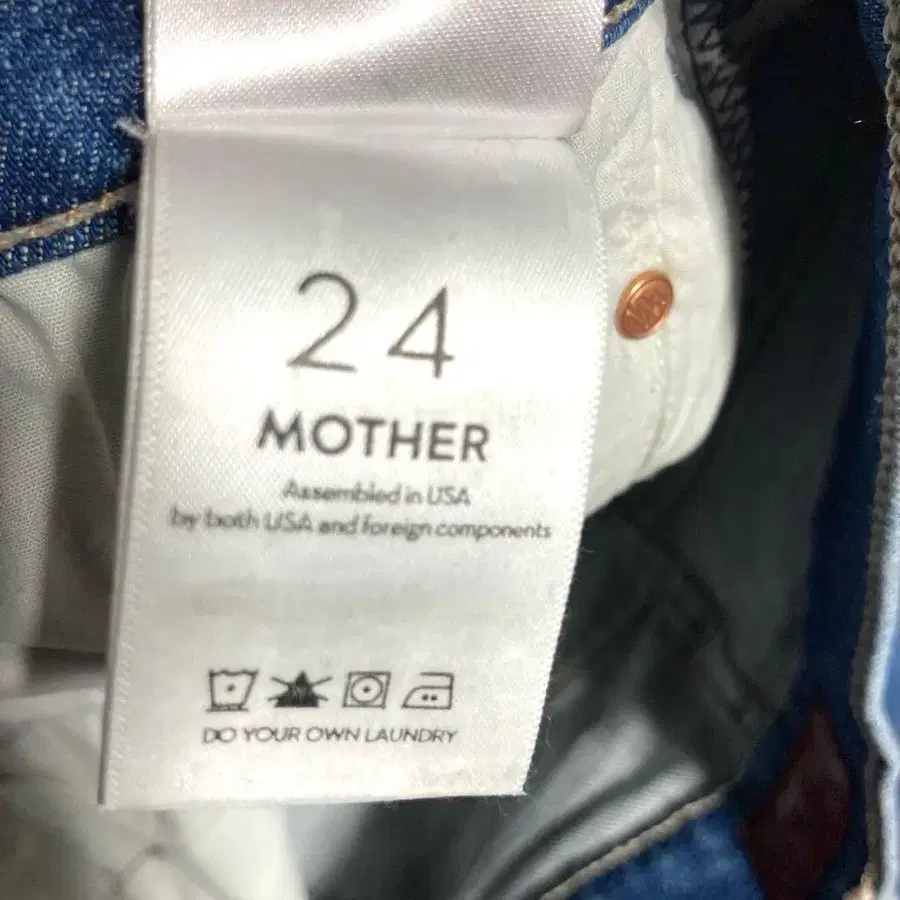 24
MOTHER
Assembled in USA
by both USA and foreign components
DO YOUR OWN LAUNDRY